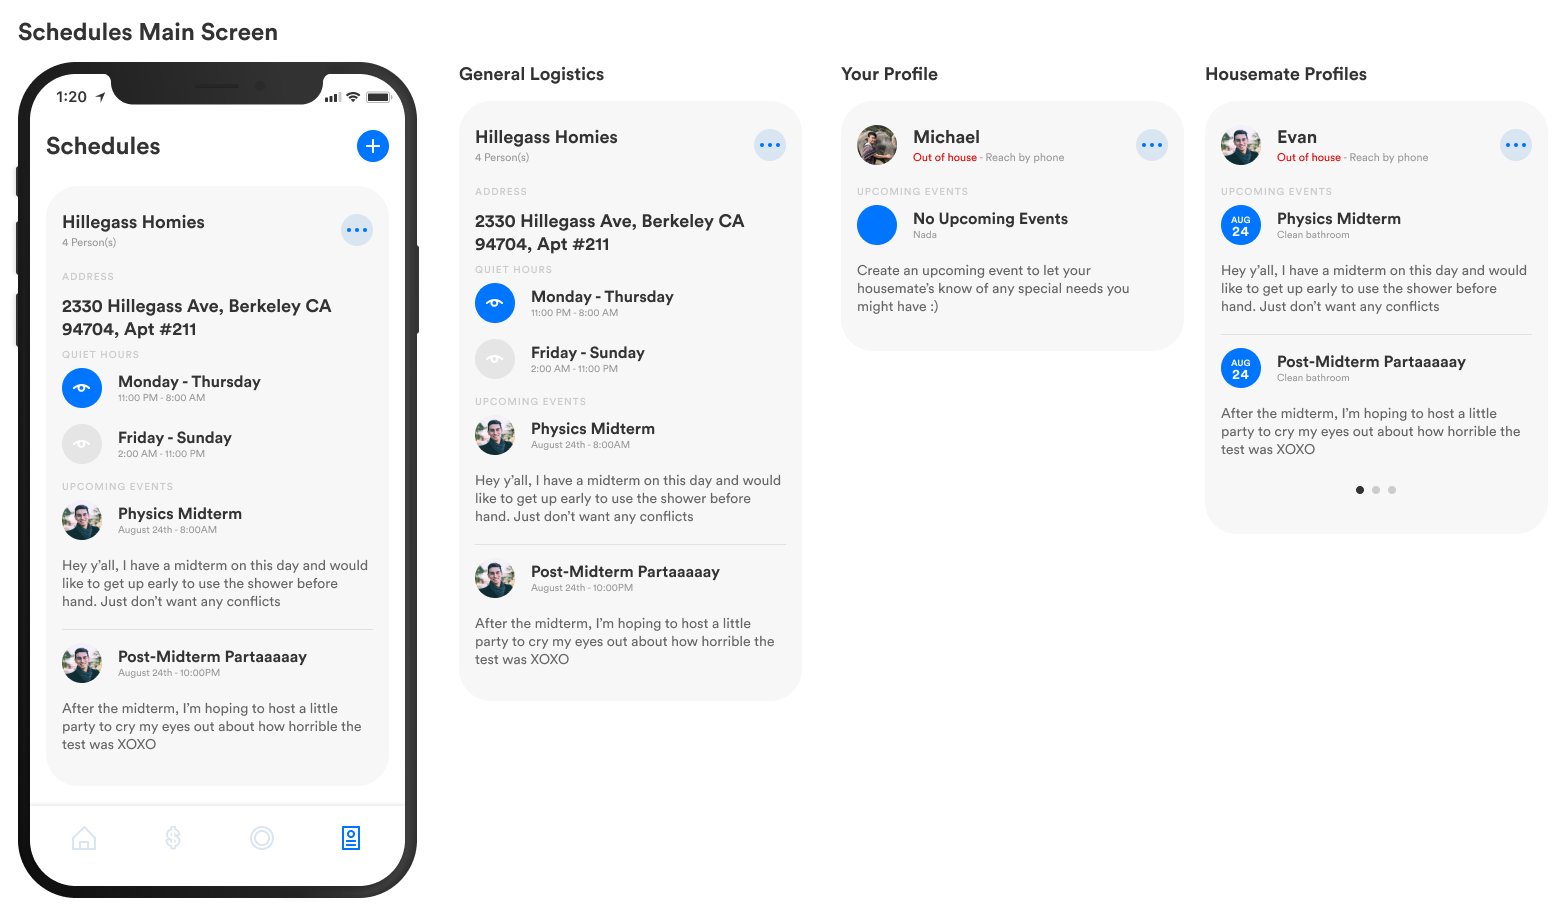 Schedules Main Screen
1:20
Schedules
Hillegass Homies
4 Person(s)
ADDRESS
2330 Hillegass Ave, Berkeley CA
94704, Apt #211
QUIET HOURS
Monday - Thursday
11:00 PM - 8:00 AM
Friday - Sunday
2:00 AM - 11:00 PM
UPCOMING EVENTS
Physics Midterm
August 24th - 8:00AM
Hey y’all, I have a midterm on this day and would
like to get up early to use the shower before
hand. Just don’t want any conflicts
Post-Midterm Partaaaaay
August 24th - 10:00PM
After the midterm, I’m hoping to host a little
party to cry my eyes out about how horrible the
test was XOXO
General Logistics
Hillegass Homies
4 Person(s)
ADDRESS
2330 Hillegass Ave, Berkeley CA
94704, Apt #211
QUIET HOURS
Monday - Thursday
11:00 PM - 8:00 AM
Friday - Sunday
2:00 AM - 11:00 PM
UPCOMING EVENTS
Physics Midterm
August 24th - 8:00AM
Hey y’all, I have a midterm on this day and would
like to get up early to use the shower before
hand. Just don’t want any conflicts
Post-Midterm Partaaaaay
August 24th - 10:00PM
After the midterm, I’m hoping to host a little
party to cry my eyes out about how horrible the
test was XOXO
Your Profile
Michael
Out of house - Reach by phone
UPCOMING EVENTS
No Upcoming Events
Nada
Create an upcoming event to let your
housemate’s know of any special needs you
might have :)
Housemate Profiles
Evan
Out of house - Reach by phone
UPCOMING EVENTS
AUG
24
Physics Midterm
Clean bathroom
Hey y’all, I have a midterm on this day and would
like to get up early to use the shower before
hand. Just don’t want any conflicts
AUG
24
Post-Midterm Partaaaaay
Clean bathroom
After the midterm, I’m hoping to host a little
party to cry my eyes out about how horrible the
test was XOXO